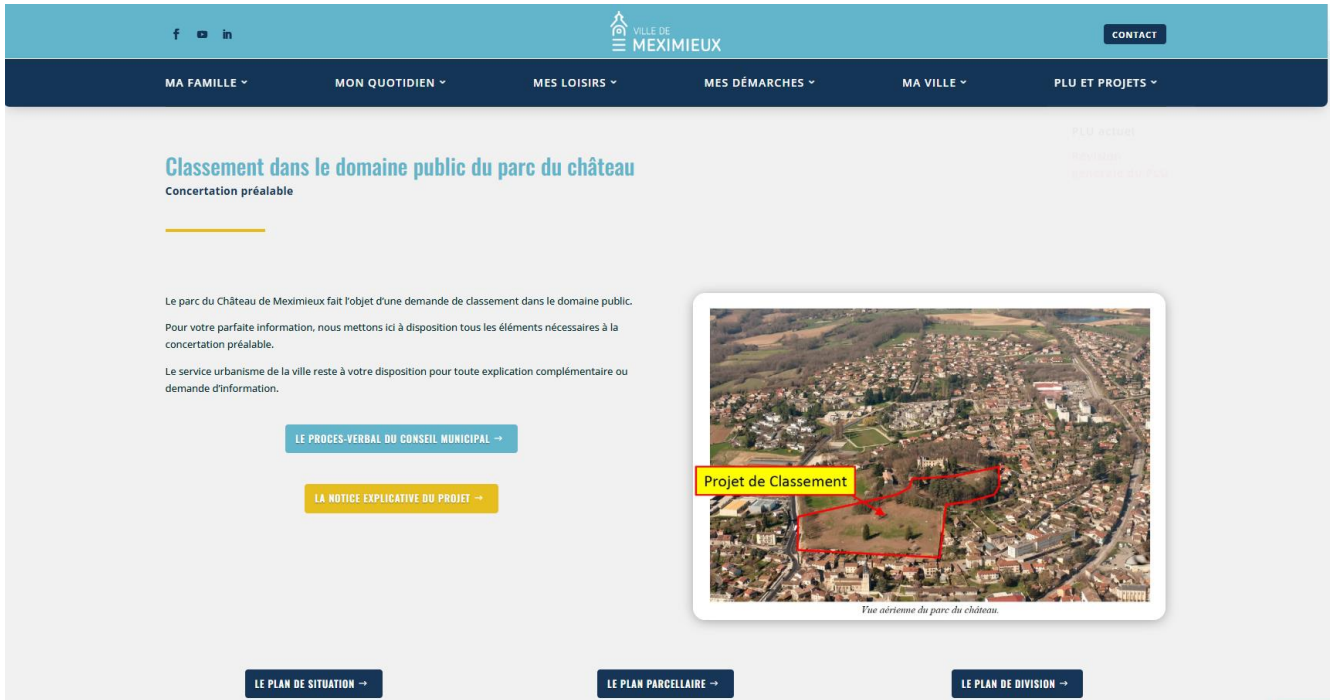 f in
VILLE DE
MEXIMIEUX
CONTACT
MA FAMILLE
MON QUOTIDIEN
MES LOISIRS
MES DÉMARCHES
MA VILLE
PLU ET PROJETS
PLU actuel
Classement dans le domaine public du parc du château
Concertation préalable
Le parc du Château de Meximieux fait l'objet d'une demande de classement dans le domaine public.
Pour votre parfaite information, nous mettons ici à disposition tous les éléments nécessaires à la
concertation préalable.
Le service urbanisme de la ville reste à votre disposition pour toute explication complémentaire ou
demande d'information.
LE PROCES-VERBAL DU CONSEIL MUNICIPAL →
LA NOTICE EXPLICATIVE DU PROJET →
Projet de Classement
Vue aérienne du parc du château.
LE PLAN DE SITUATION →
LE PLAN PARCELLAIRE →
LE PLAN DE DIVISION →